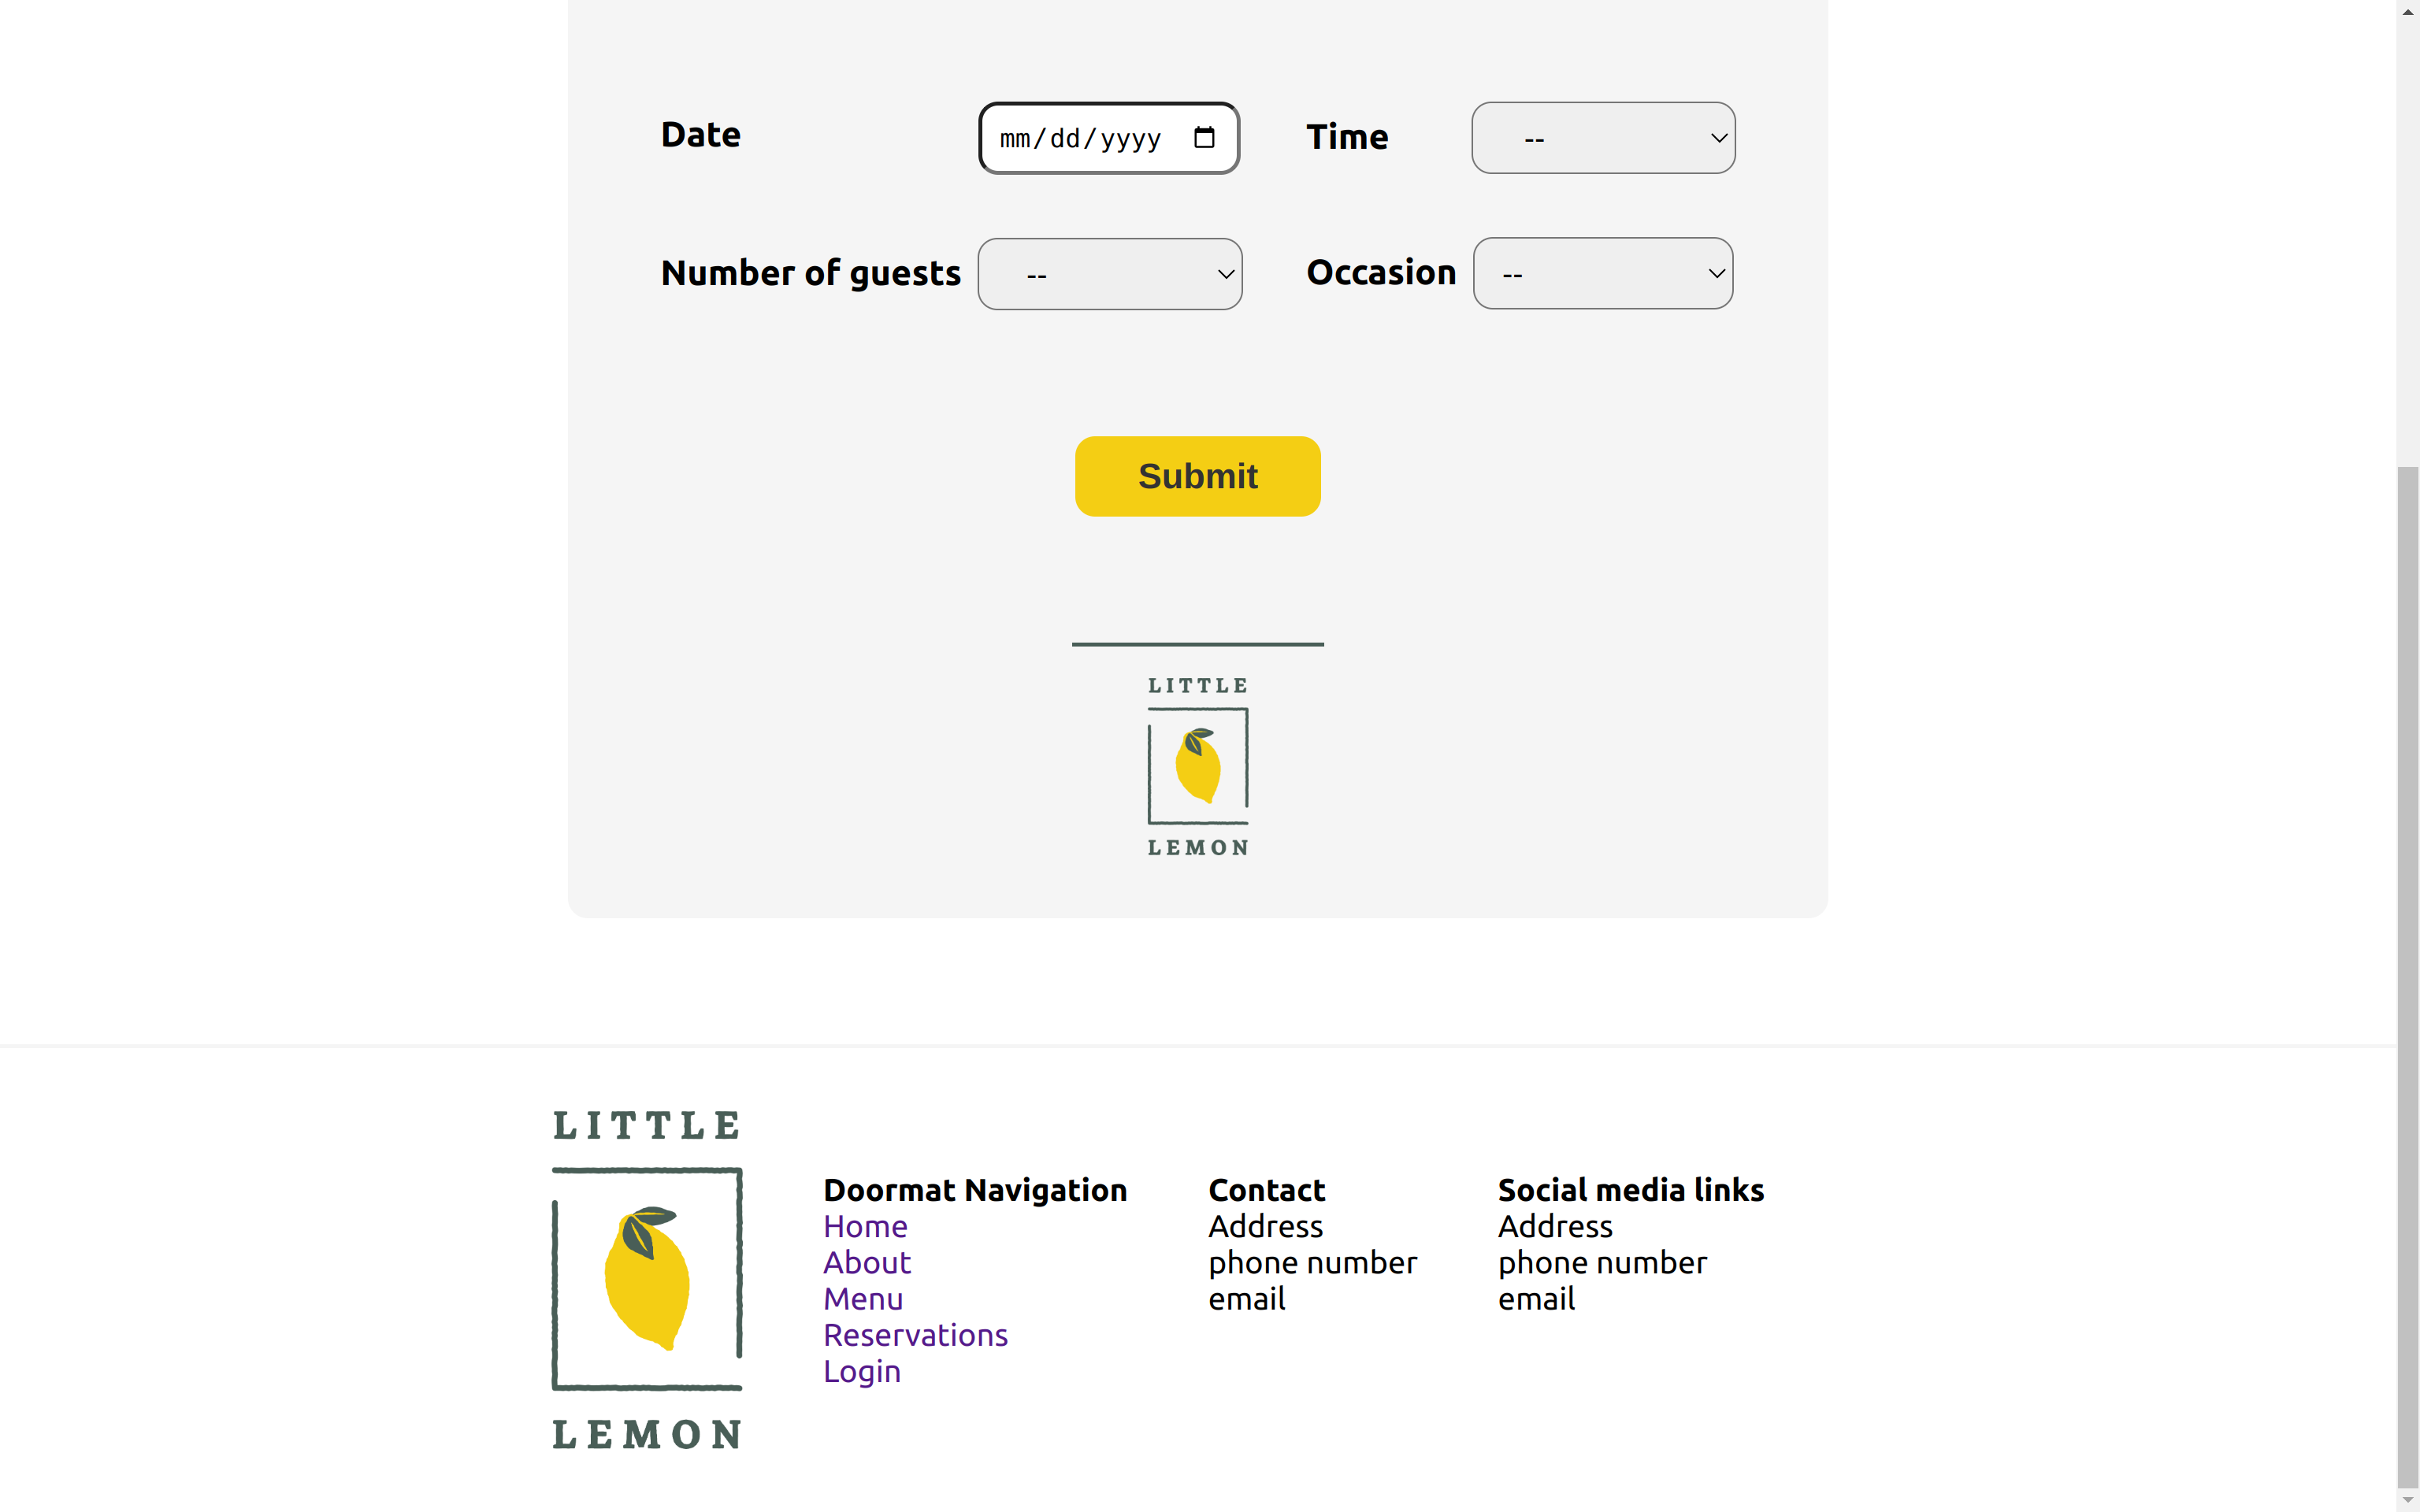 Date mm/dd/yyyy Time --
Number of guests -- Occasion --
Submit
LITTLE
LEMON
LITTLE
LEMON
Doormat Navigation
Home
About
Menu
Reservations
Login
Contact
Address
phone number
email
Social media links
Address
phone number
email